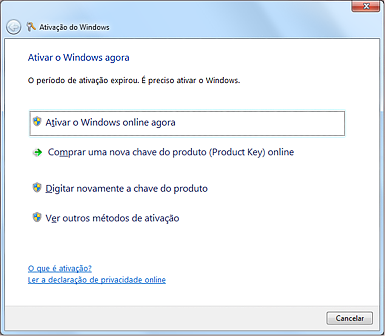 Ativação do Windows
Ativar o Windows agora
O período de ativação expirou. É preciso ativar o Windows.
Ativar o Windows online agora
Comprar uma nova chave do produto (Product Key) online
Digitar novamente a chave do produto
Ver outros métodos de ativação
O que é ativação?
Ler a declaração de privacidade online
Cancelar